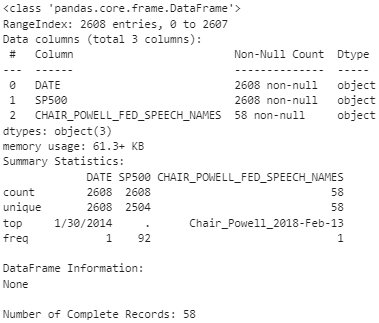 <class 'pandas.core.frame.DataFrame'>
RangeIndex: 2608 entries, 0 to 2607
Data columns (total 3 columns):
 #   Column                         Non-Null Count  Dtype
---  ------                         --------------  -----
 0   DATE                           2608 non-null   object
 1   SP500                          2608 non-null   object
 2   CHAIR_POWELL_FED_SPEECH_NAMES  58 non-null     object
dtypes: object(3)
memory usage: 61.3+ KB
Summary Statistics:
             DATE SP500 CHAIR_POWELL_FED_SPEECH_NAMES
count        2608  2608                            58
unique       2608  2504                            58
top     1/30/2014     .       Chair_Powell_2018-Feb-13
freq            1    92                             1

DataFrame Information:
None

Number of Complete Records: 58